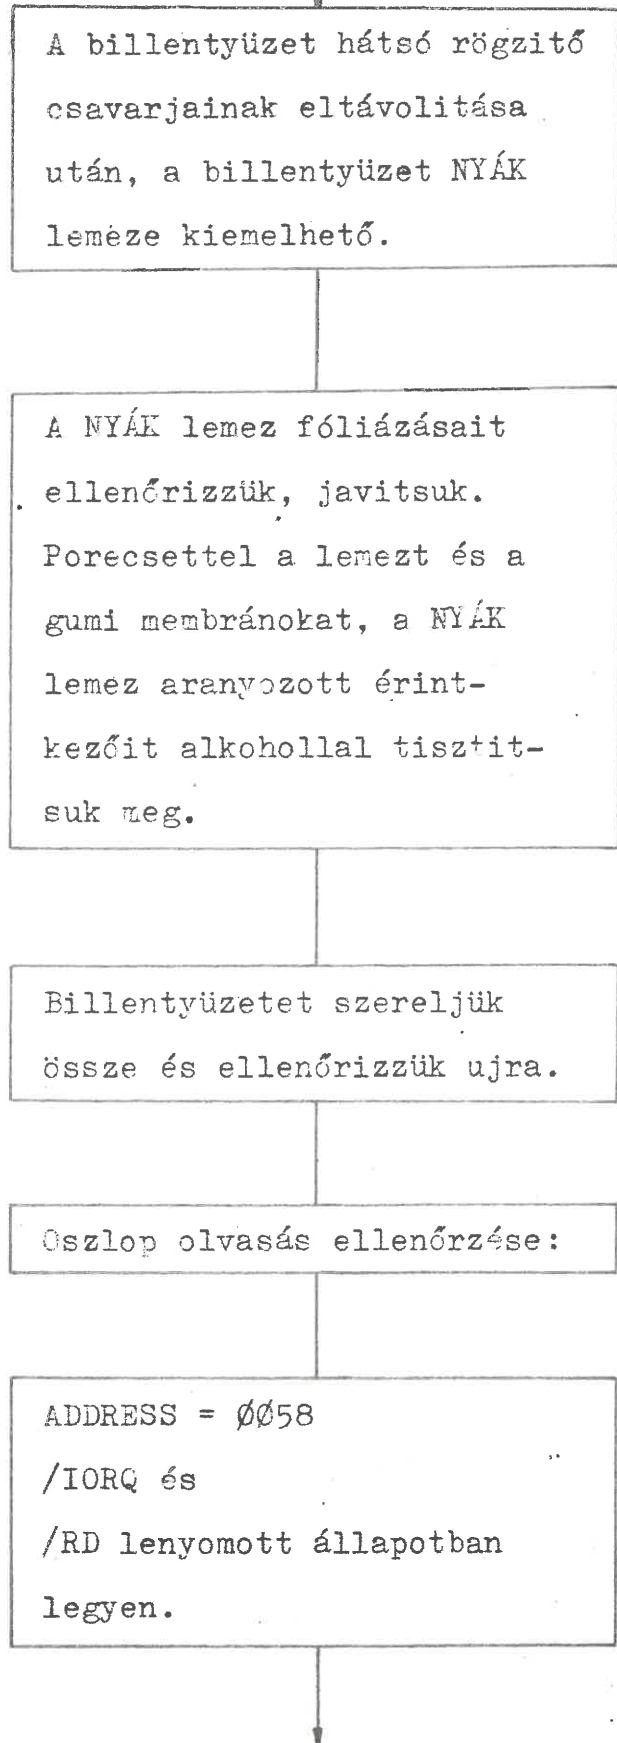 A billentyüzet hátsó rögzitő
csavarjainak eltávolitása
után, a billentyüzet NYÁK
lemeze kiemelhető.
A NYÁK lemez fóliázásait
ellenőrizzük, javitsuk.
Porecsettel a lemezt és a
gumi membránokat, a NYÁK
lemez aranyozott érint-
kezőit alkohollal tisztit-
suk meg.
Billentyüzetet szereljük
össze és ellenőrizzük ujra.
Oszlop olvasás ellenőrzése:
ADDRESS = ØØ58
/IORQ és
/RD lenyomott állapotban
legyen.